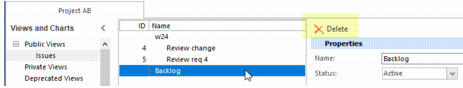 Project AB
Views and Charts
Public Views
Issues
Private Views
Deprecated Views
ID Name
w24
4 Review change
5 Review req 4
Backlog
Delete
Properties
Name: Backlog
Status: Active